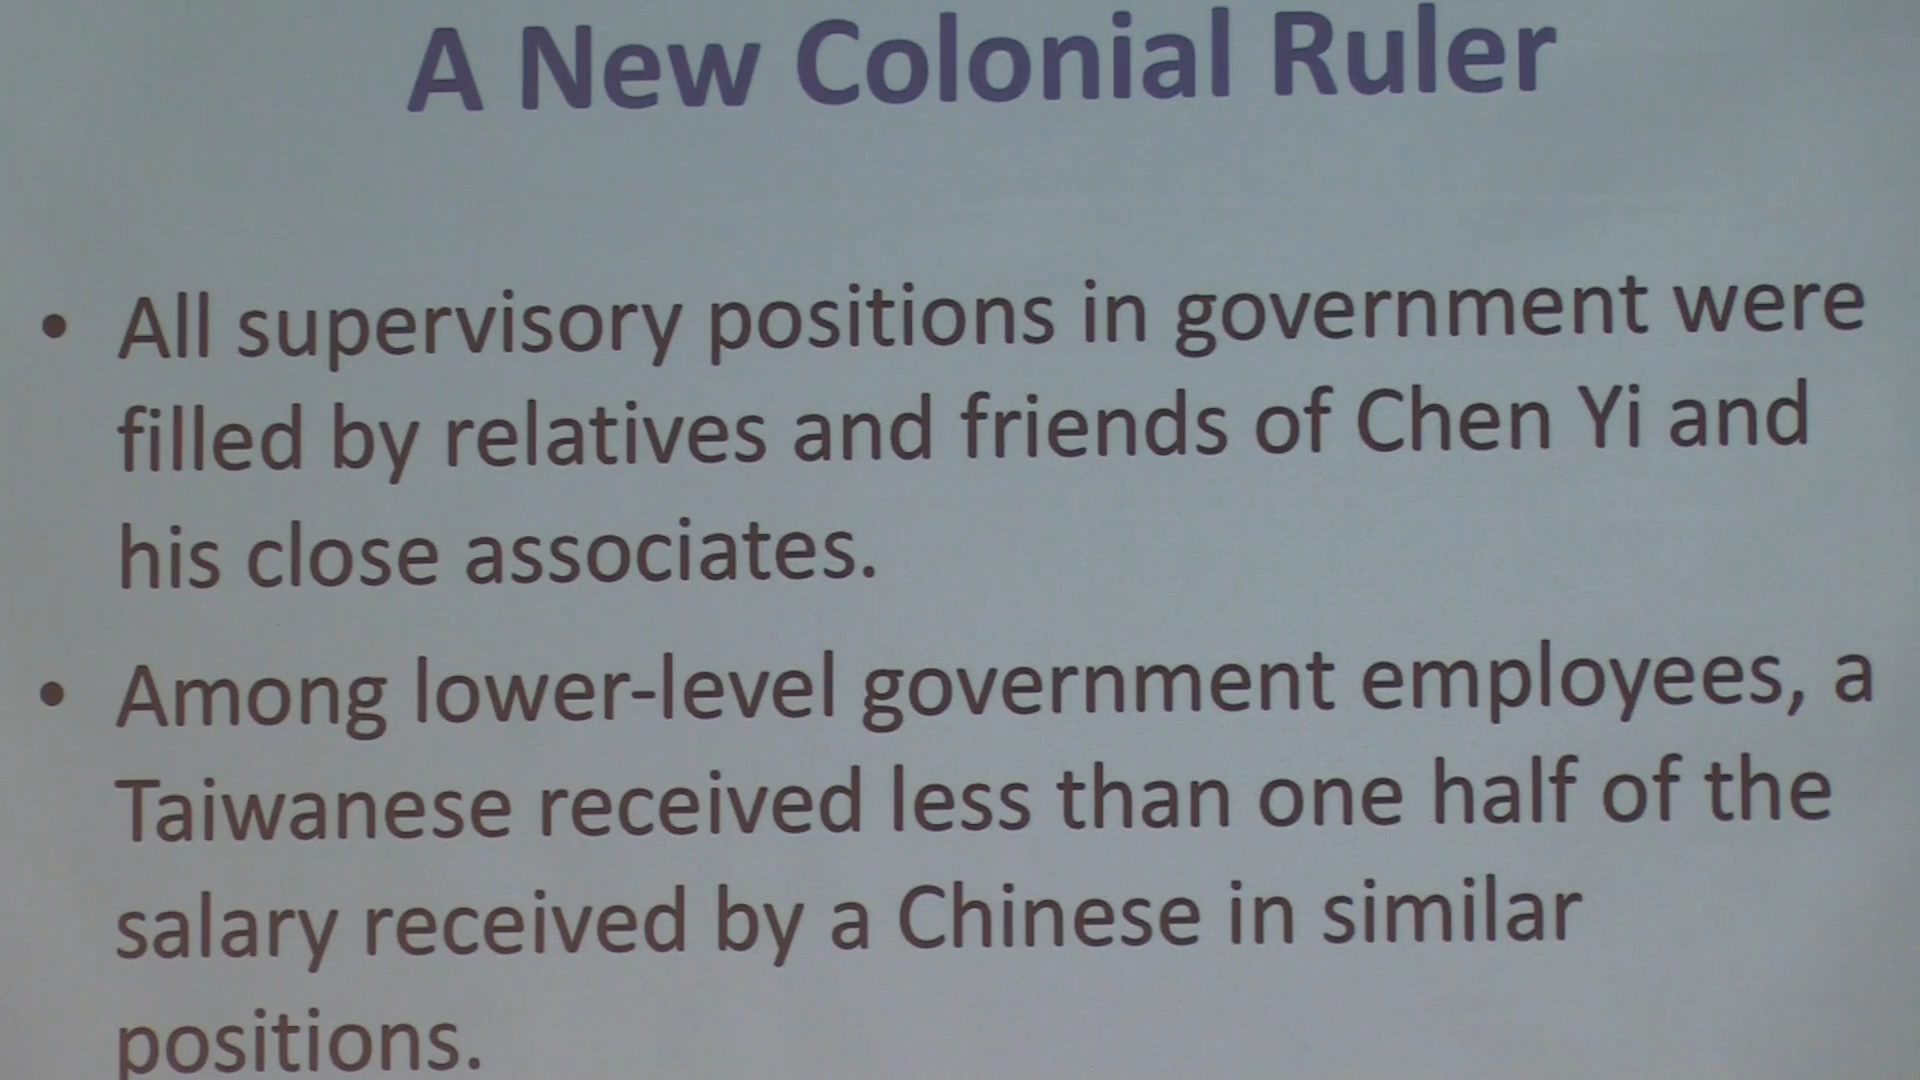 A New Colonial Ruler
• All supervisory positions in government were
filled by relatives and friends of Chen Yi and
his close associates.
• Among lower-level government employees, a
Taiwanese received less than one half of the
salary received by a Chinese in similar
positions.